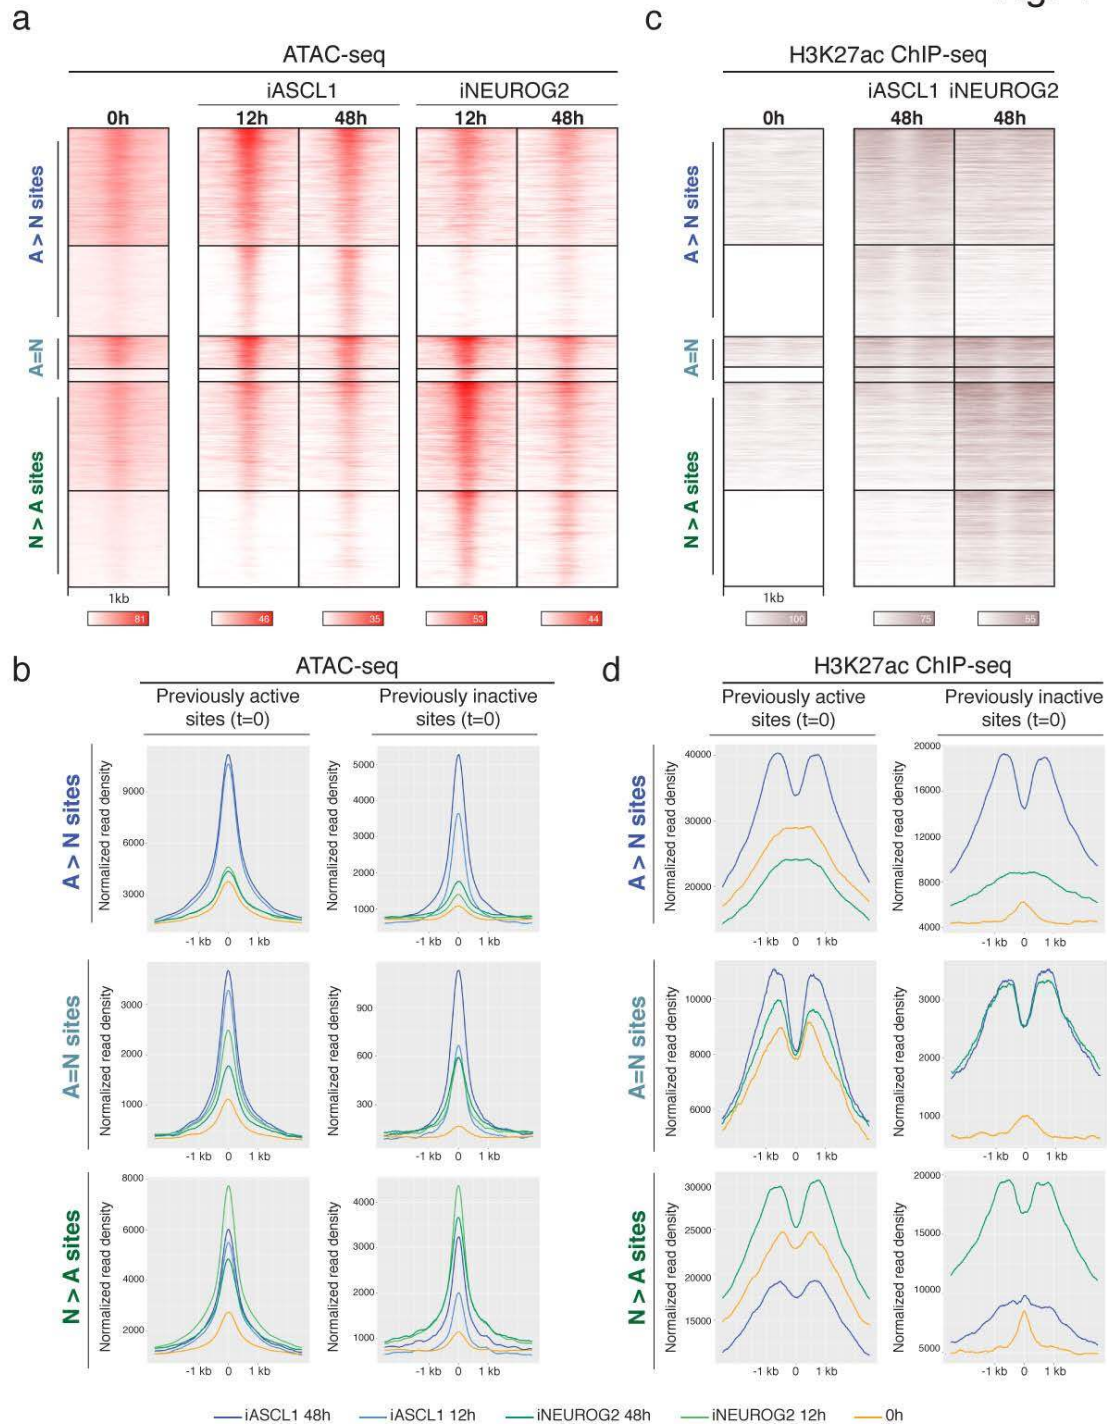 a
ATAC-seq
iASCL1
iNEUROG2
0h
12h
48h
12h
48h
A > N sites
A=N
N > A sites
1kb
81
46
35
53
44
c
H3K27ac ChIP-seq
iASCL1 iNEUROG2
0h
48h
48h
A > N sites
A=N
N > A sites
1kb
100
75
55
b
ATAC-seq
Previously active
sites (t=0)
Previously inactive
sites (t=0)
A > N sites
Normalized read density
9000
6000
3000
-1 kb 0 1 kb
Normalized read density
5000
4000
3000
2000
1000
-1 kb 0 1 kb
A=N sites
Normalized read density
3000
2000
1000
-1 kb 0 1 kb
Normalized read density
900
600
300
-1 kb 0 1 kb
N > A sites
Normalized read density
8000
6000
4000
2000
-1 kb 0 1 kb
Normalized read density
4000
3000
2000
1000
-1 kb 0 1 kb
d
H3K27ac ChIP-seq
Previously active
sites (t=0)
Previously inactive
sites (t=0)
A > N sites
Normalized read density
40000
30000
20000
-1 kb 0 1 kb
Normalized read density
20000
16000
12000
8000
4000
-1 kb 0 1 kb
A=N sites
Normalized read density
10000
8000
6000
-1 kb 0 1 kb
Normalized read density
3000
2000
1000
-1 kb 0 1 kb
N > A sites
Normalized read density
30000
25000
20000
15000
-1 kb 0 1 kb
Normalized read density
20000
15000
10000
5000
-1 kb 0 1 kb
iASCL1 48h
iASCL1 12h
iNEUROG2 48h
iNEUROG2 12h
0h